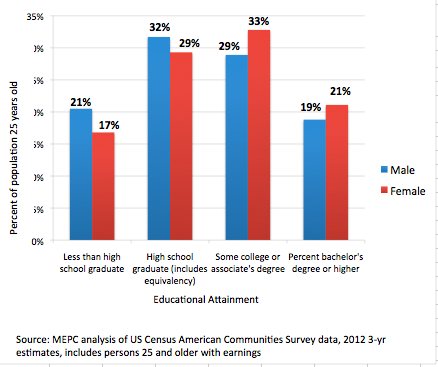 35%
32%
33%
29%
29%
21%
17%
19%
21%
5%
0%
Percent of population 25 years old
Male
Female
Less than high school graduate
High school graduate (includes equivalency)
Some college or associate's degree
Percent bachelor's degree or higher
Educational Attainment
Source: MEPC analysis of US Census American Communities Survey data, 2012 3-yr
estimates, includes persons 25 and older with earnings